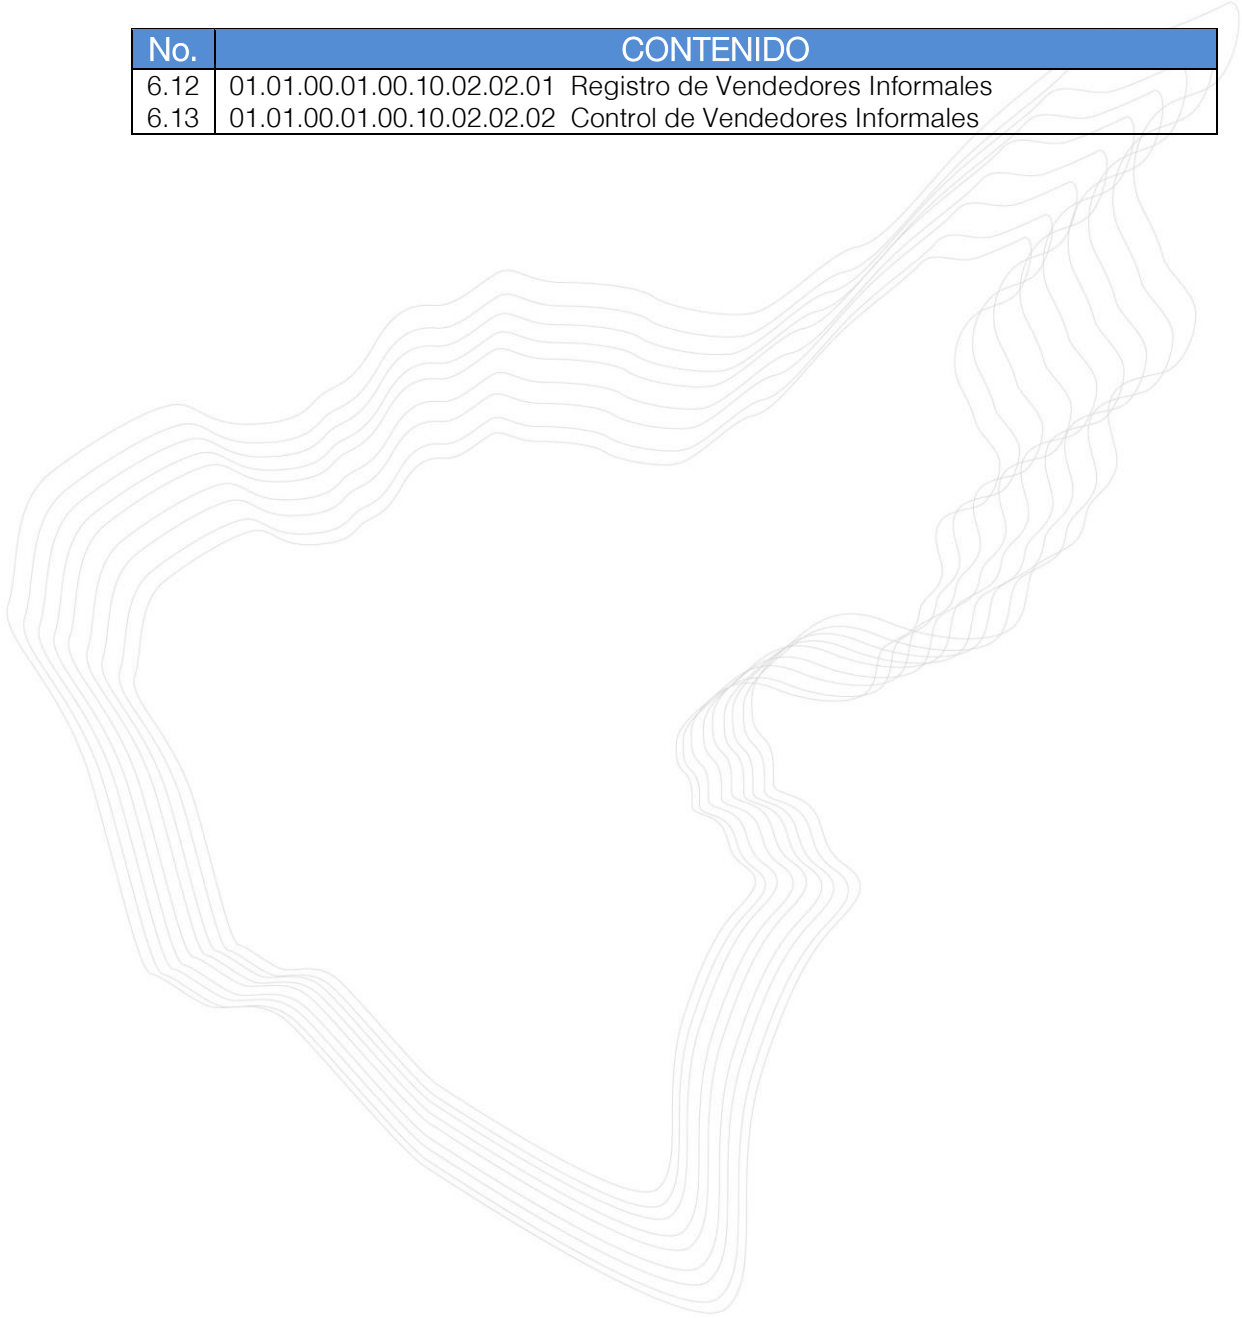 No. CONTENIDO
6.12 01.01.00.01.00.10.02.02.01 Registro de Vendedores Informales
6.13 01.01.00.01.00.10.02.02.02 Control de Vendedores Informales